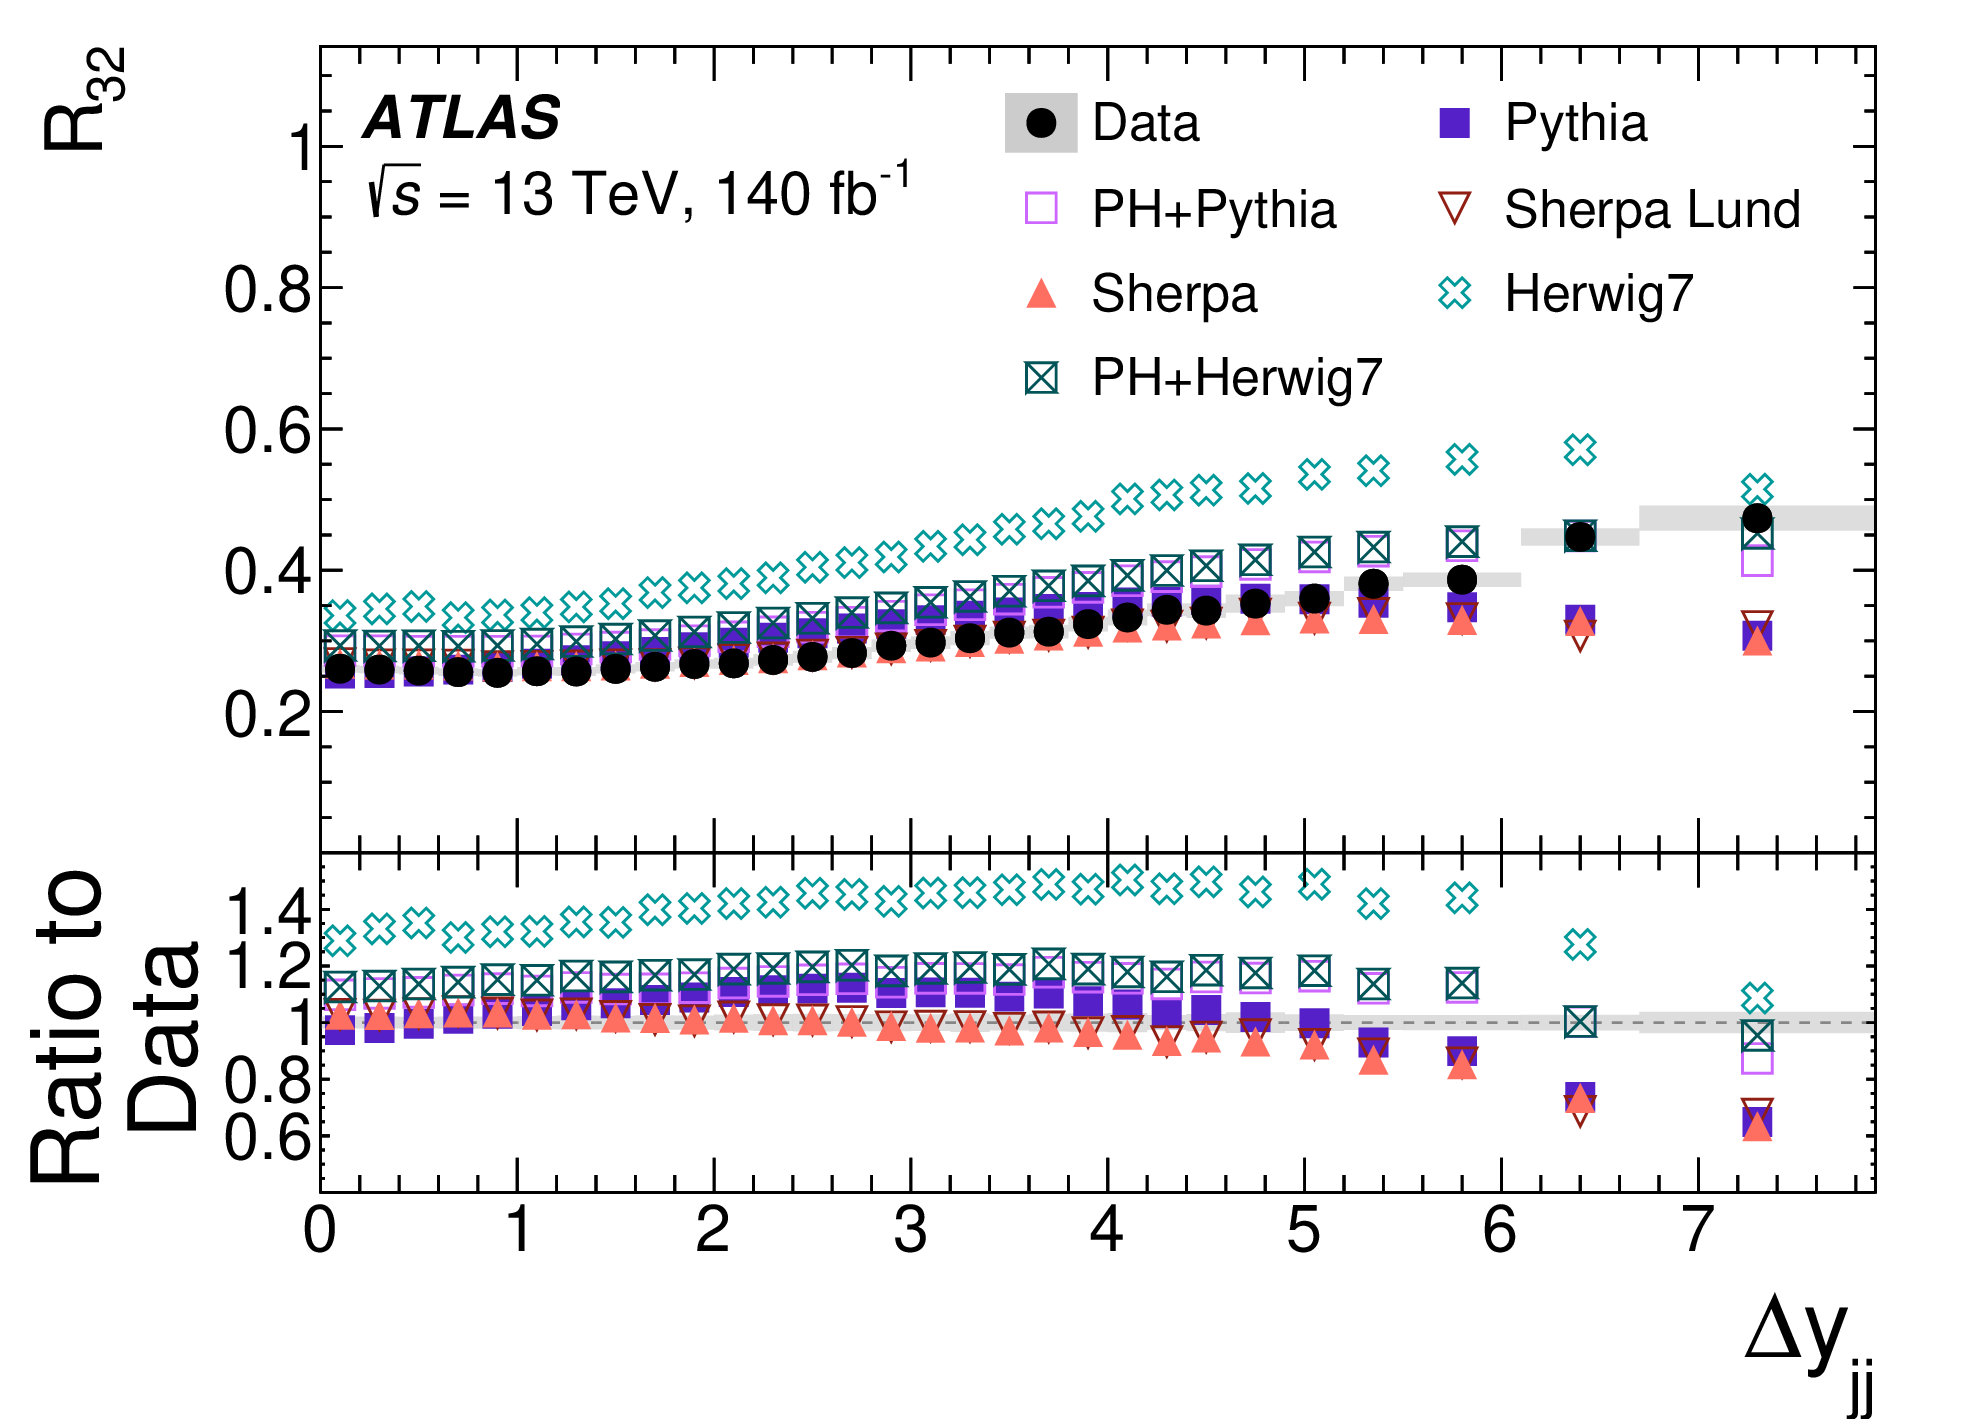 R32
ATLAS
√s = 13 TeV, 140 fb-1
Data
Pythia
PH+Pythia
Sherpa Lund
Sherpa
Herwig7
PH+Herwig7
1
0.8
0.6
0.4
0.2
Ratio to
Data
1.4
1.2
1
0.8
0.6
0 1 2 3 4 5 6 7
Δyjj